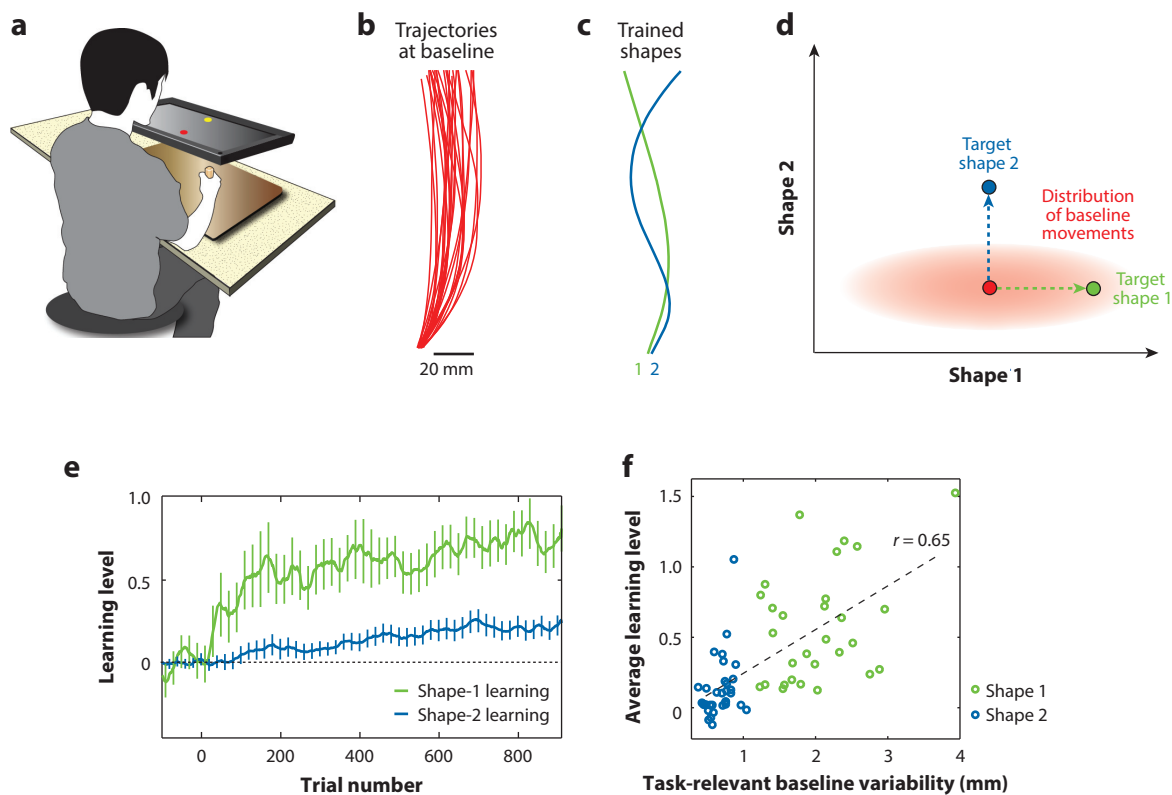 a
b
Trajectories
at baseline
20 mm
c
Trained
shapes
1 2
d
Shape 2
Target
shape 2
Distribution
of baseline
movements
Target
shape 1
Shape 1
e
Learning level
1.0
0.5
0
Shape-1 learning
Shape-2 learning
0 200 400 600 800
Trial number
f
Average learning level
1.5
1.0
0.5
0
r = 0.65
Shape 1
Shape 2
1 2 3 4
Task-relevant baseline variability (mm)